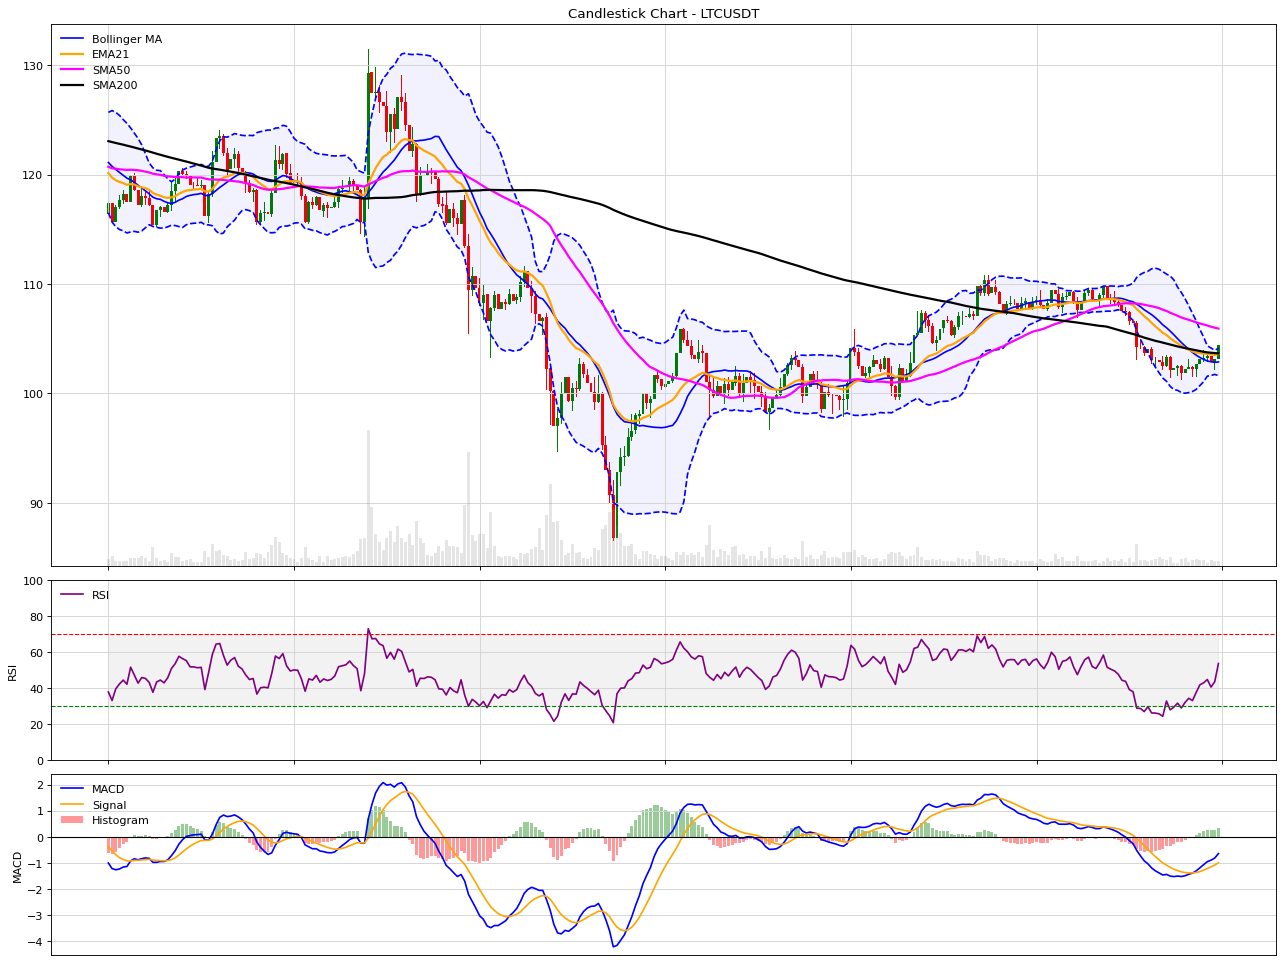 Candlestick Chart - LTCUSDT
Bollinger MA
EMA21
SMA50
SMA200
130
120
110
100
90
RSI
100
80
60
40
20
0
RSI
MACD
Signal
Histogram
2
1
0
−1
−2
−3
−4
MACD